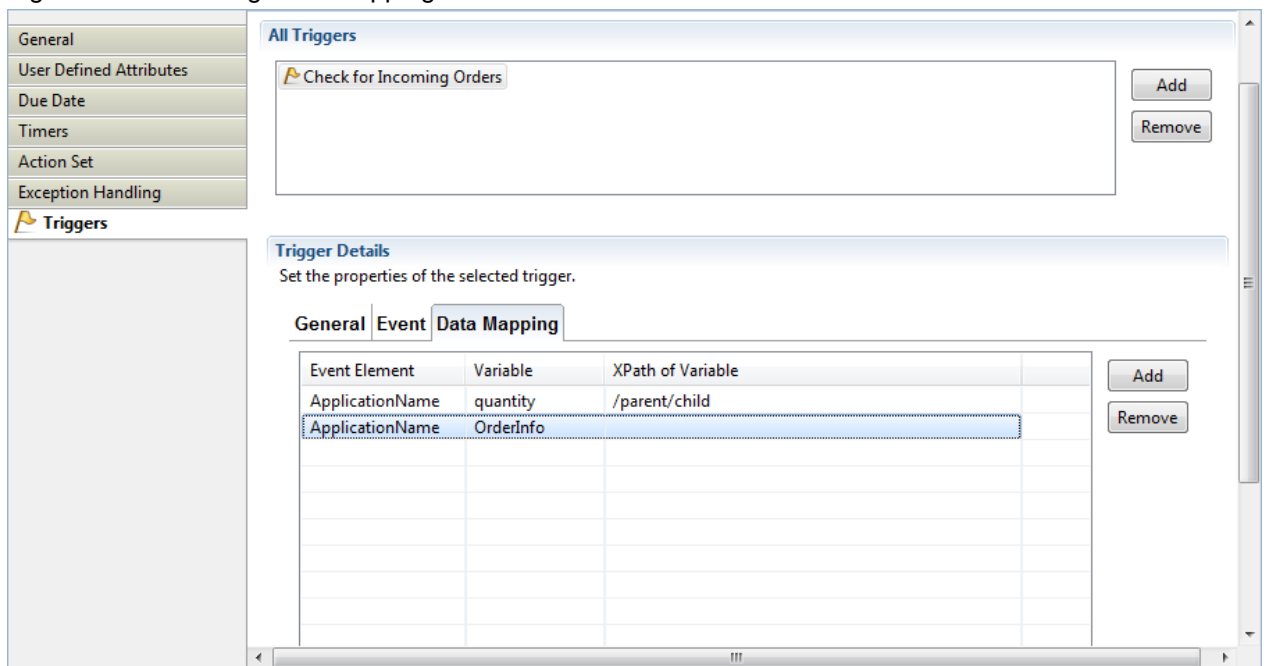 General
User Defined Attributes
Due Date
Timers
Action Set
Exception Handling
Triggers
All Triggers
Check for Incoming Orders
Add
Remove
Trigger Details
Set the properties of the selected trigger.
General Event Data Mapping
Event Element Variable XPath of Variable
ApplicationName quantity /parent/child
ApplicationName OrderInfo
Add
Remove